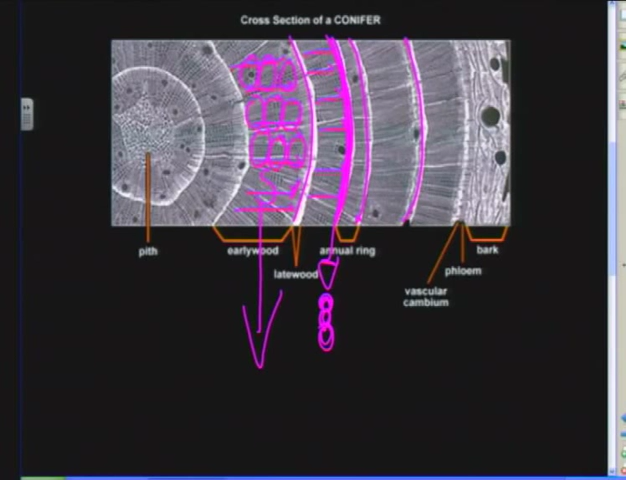 Cross Section of a CONIFER
pith
earlywood
latewood
annual ring
vascular
cambium
phloem
bark